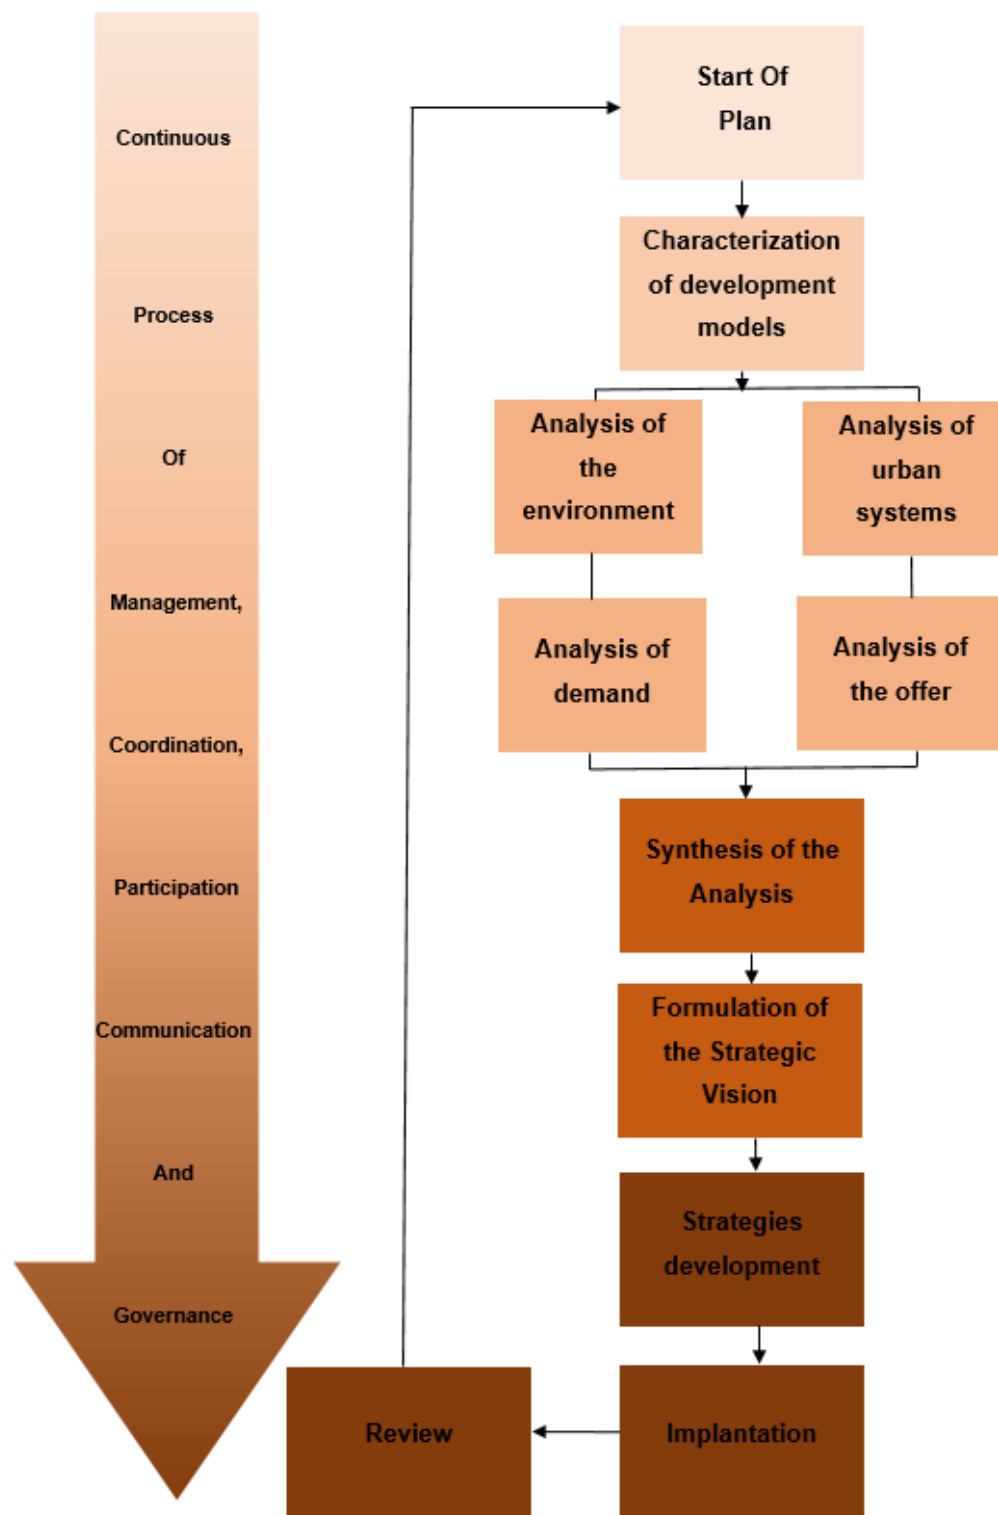 Continuous
Process
Of
Management,
Coordination,
Participation
Communication
And
Governance
Start Of
Plan
Characterization
of development
models
Analysis of
the
environment
Analysis of
urban
systems
Analysis of
demand
Analysis of
the offer
Synthesis of the
Analysis
Formulation of
the Strategic
Vision
Strategies
development
Implantation
Review